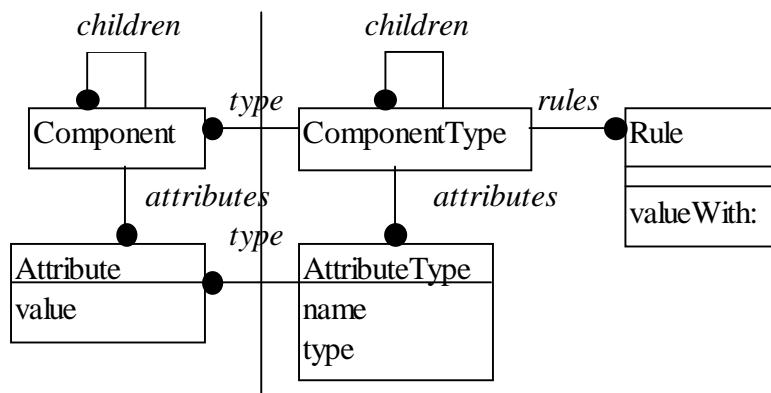 children
children
type
rules
Component
ComponentType
Rule
attributes
attributes
valueWith:
type
Attribute
AttributeType
value
name
type